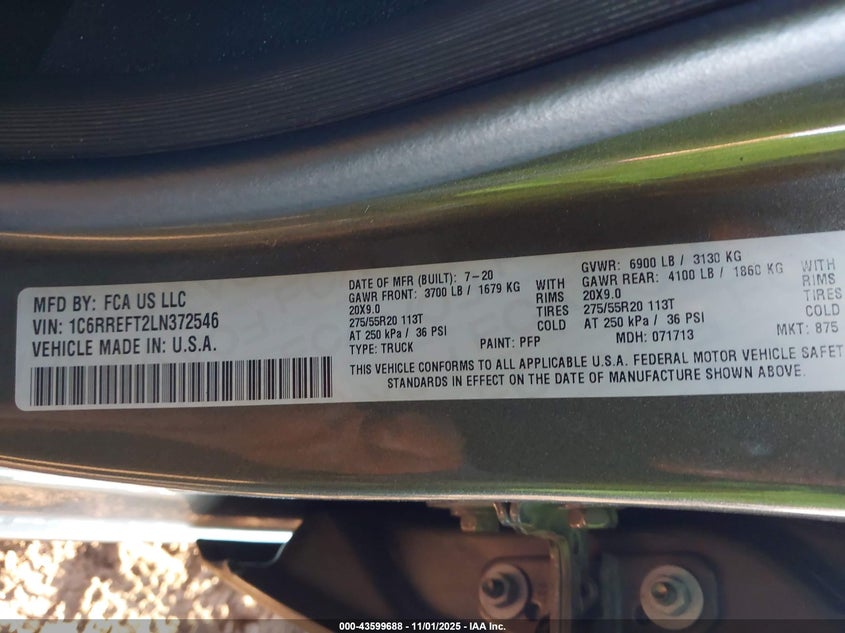 MFD BY: FCA US LLC
VIN: 1C6RREFT2LN372546
VEHICLE MADE IN: U.S.A.
DATE OF MFR (BUILT): 7-20
GAWR FRONT: 3700 LB / 1679 KG WITH
20X9.0 RIMS
275/55R20 113T TIRES
AT 250 kPa / 36 PSI COLD
TYPE: TRUCK PAINT: PFP
GVWR: 6900 LB / 3130 KG
GAWR REAR: 4100 LB / 1860 KG WITH
20X9.0 RIMS
275/55R20 113T TIRES
AT 250 kPa / 36 PSI COLD
MDH: 071713 MKT: 875
THIS VEHICLE CONFORMS TO ALL APPLICABLE U.S.A. FEDERAL MOTOR VEHICLE SAFET
STANDARDS IN EFFECT ON THE DATE OF MANUFACTURE SHOWN ABOVE.
000-43599688 - 11/01/2025 - IAA Inc.